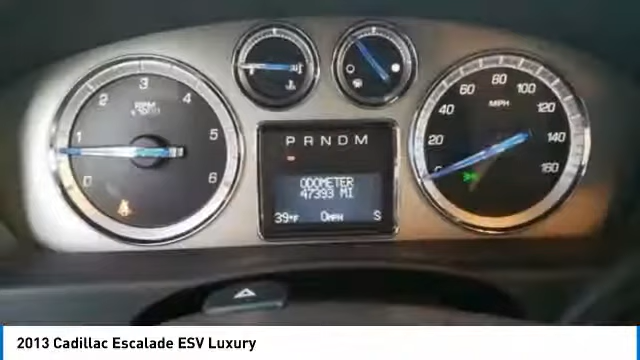 3
2
4
RPM
1
5
0
6
P R N D M
ODOMETER
47393 MI
39°F 0MPH S
80
60
100
40
MPH
120
20
140
0
160
2013 Cadillac Escalade ESV Luxury